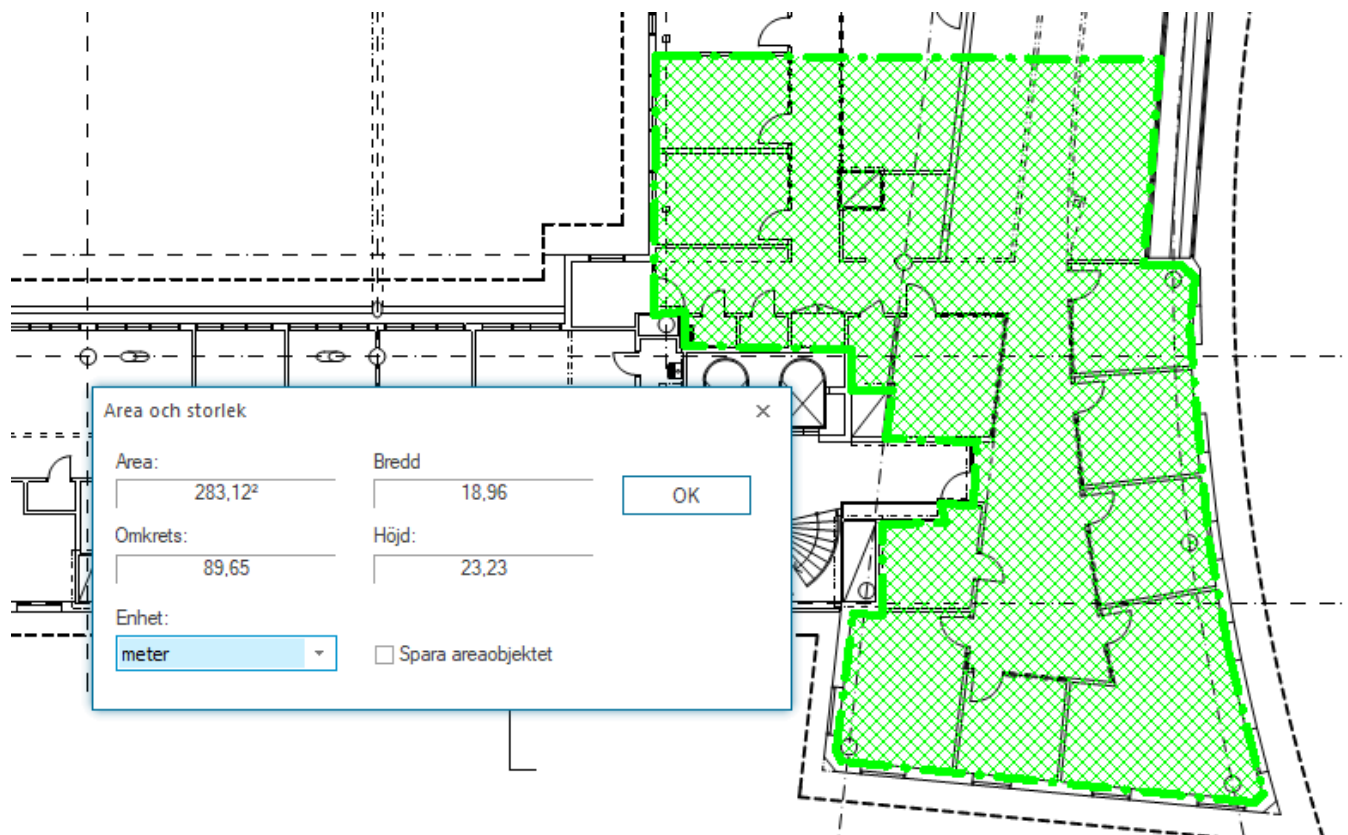 Area och storlek
Area:
283,12²
Bredd
18,96
OK
Omkrets:
89,65
Höjd:
23,23
Enhet:
meter
Spara areaobjektet